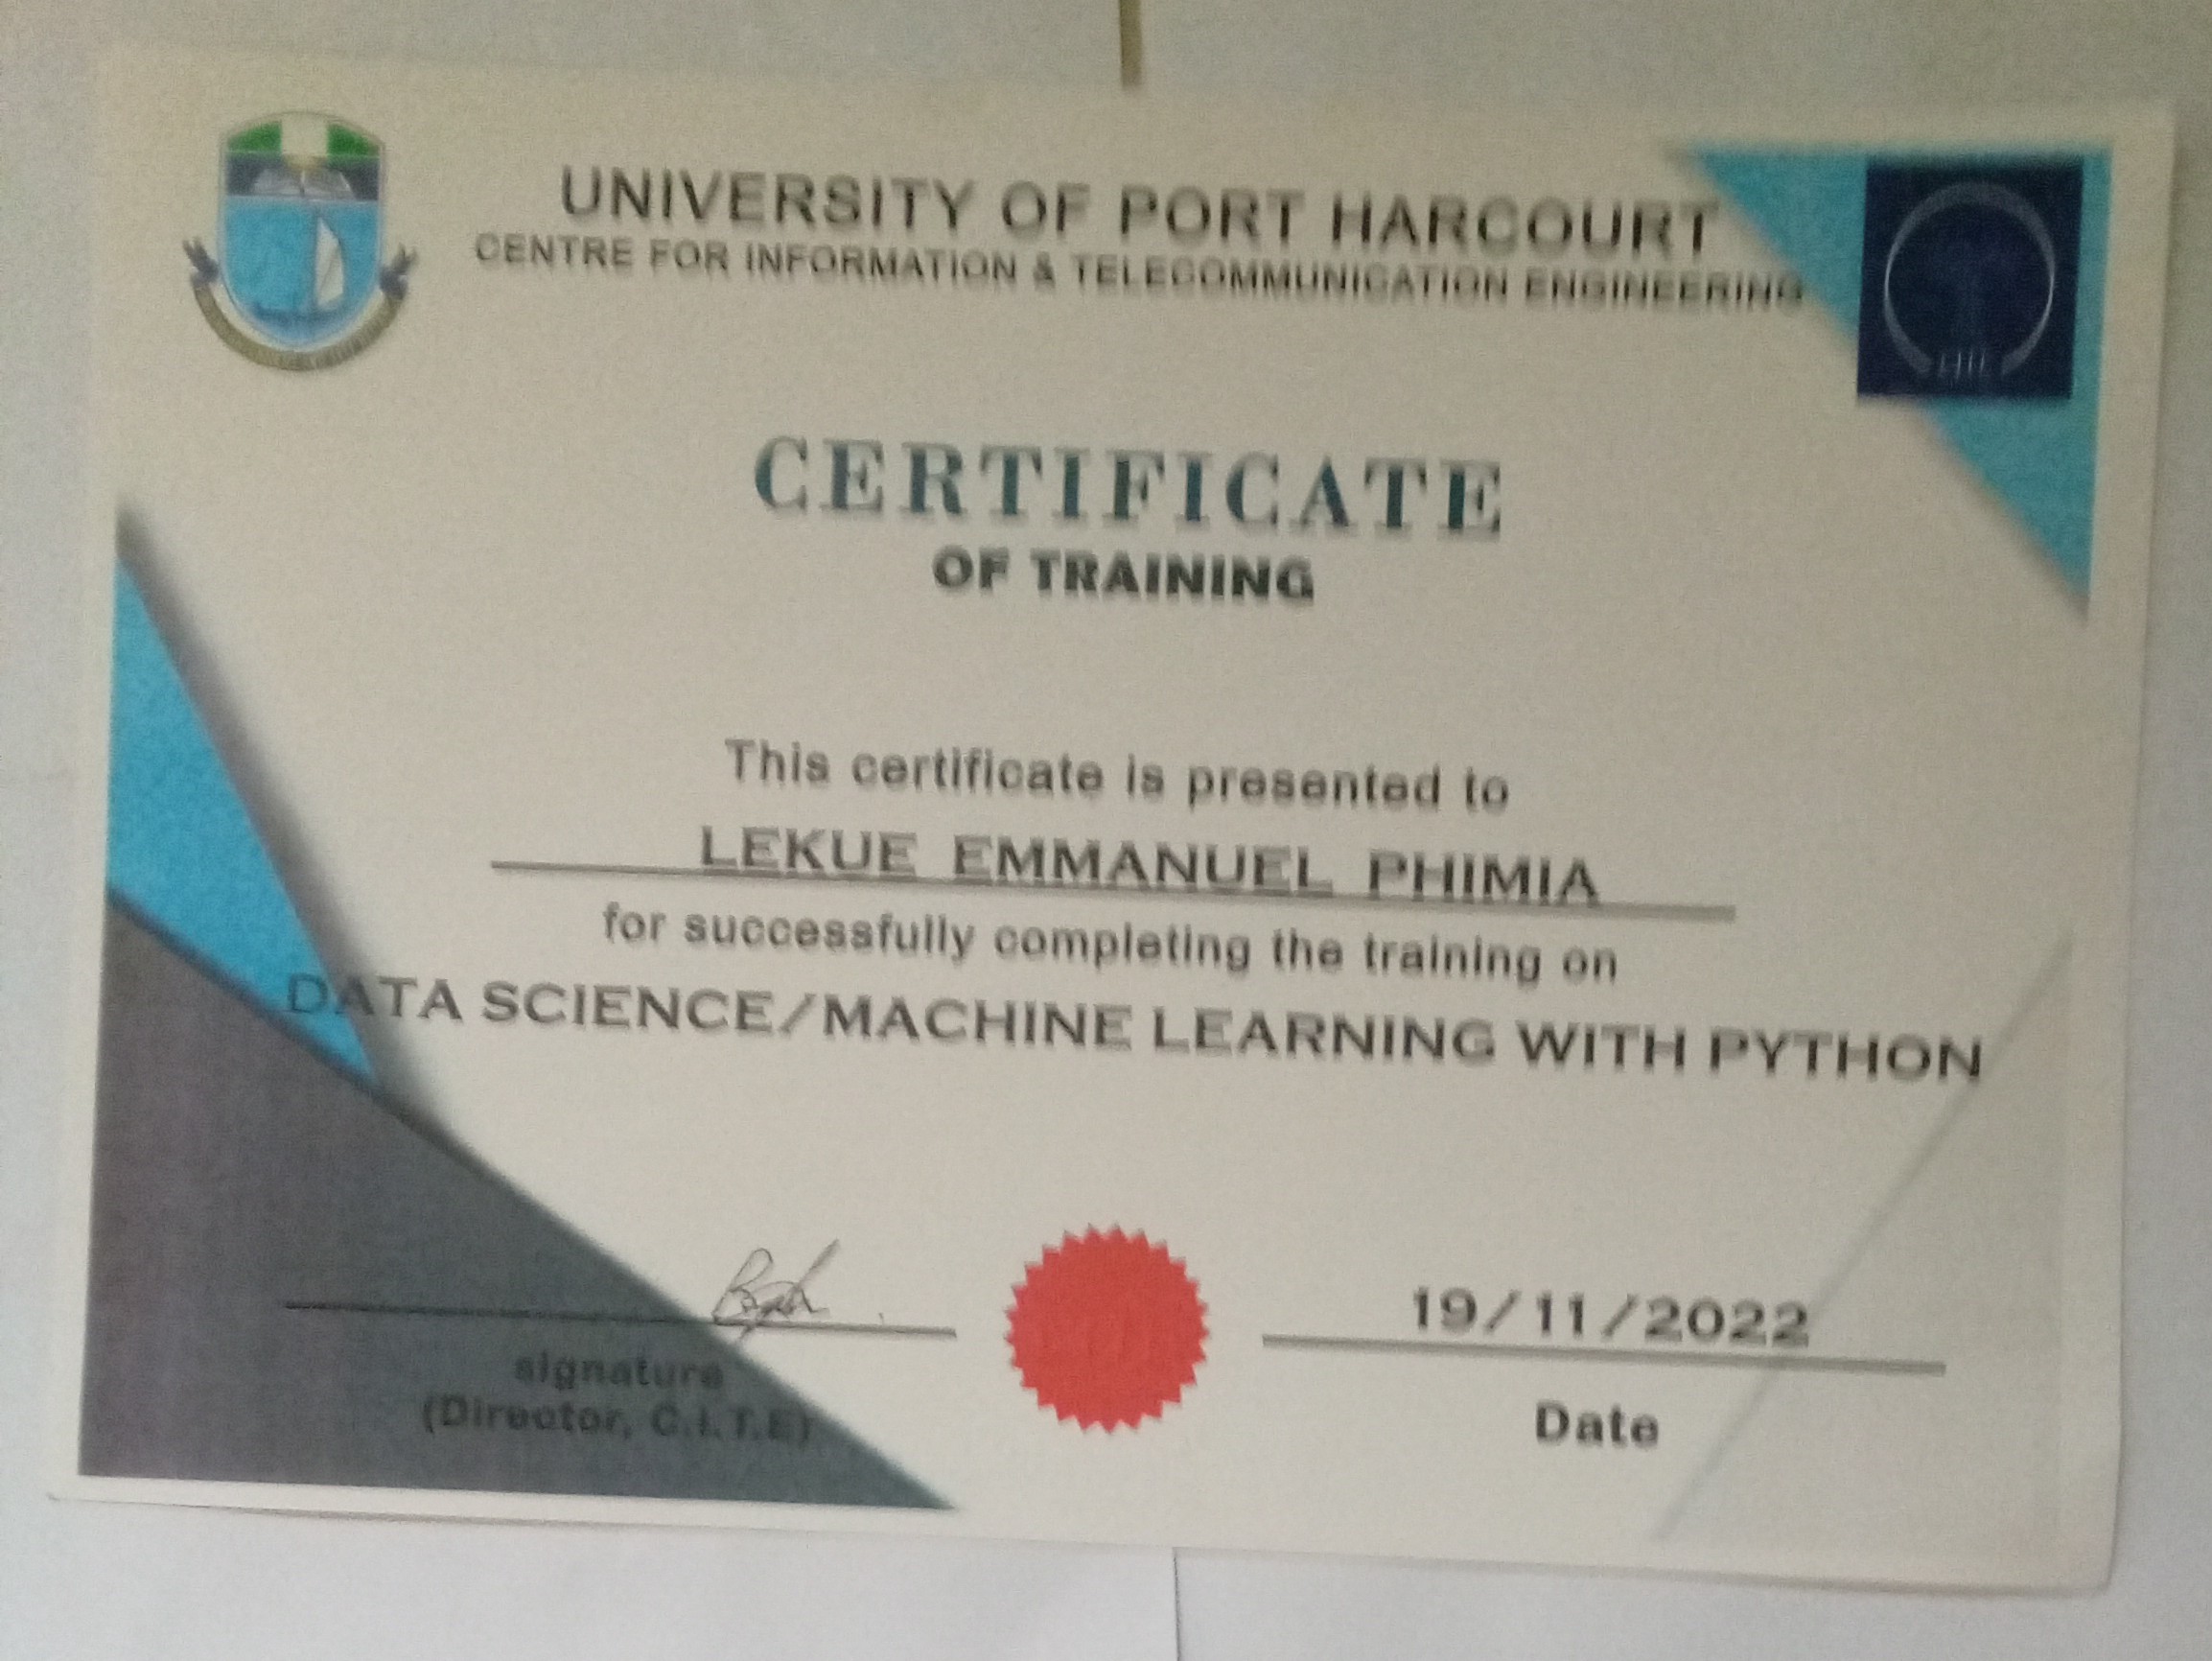 UNIVERSITY OF PORT HARCOURT
CENTRE FOR INFORMATION & TELECOMMUNICATION ENGINEERING
CERTIFICATE
OF TRAINING
This certificate is presented to
LEKUE EMMANUEL PHIMIA
for successfully completing the training on
DATA SCIENCE/MACHINE LEARNING WITH PYTHON
19/11/2022
signature
(Director, C.I.T.E)
Date